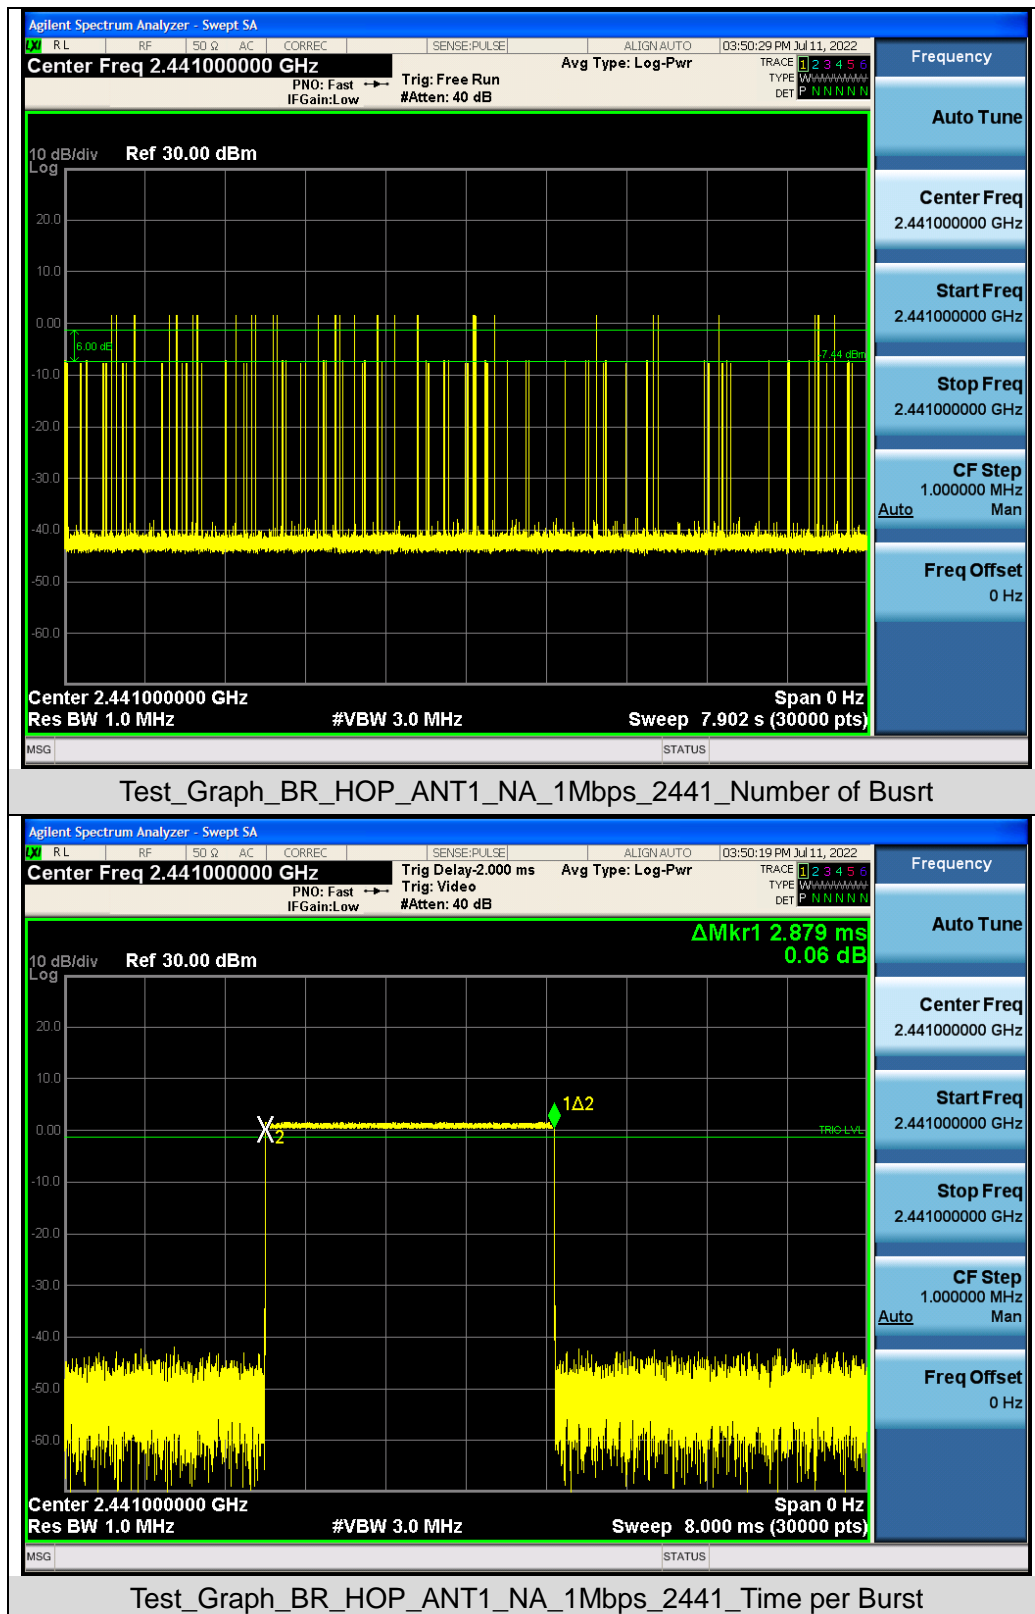 Agilent Spectrum Analyzer - Swept SA
LXI RL RF 50 Ω AC CORREC SENSE:PULSE ALIGN AUTO 03:50:29 PM Jul 11, 2022
Center Freq 2.441000000 GHz
PNO: Fast
IFGain:Low
Trig: Free Run
#Atten: 40 dB
Avg Type: Log-Pwr
TRACE 1 2 3 4 5 6
TYPE
DET P N N N N N
Frequency
Auto Tune
Center Freq
2.441000000 GHz
Start Freq
2.441000000 GHz
Stop Freq
2.441000000 GHz
CF Step
1.000000 MHz
Auto Man
Freq Offset
0 Hz
10 dB/div Ref 30.00 dBm
Log
20.0
10.0
0.00
6.00 dB
-7.44 dBm
-10.0
-20.0
-30.0
-40.0
-50.0
-60.0
Center 2.441000000 GHz Span 0 Hz
Res BW 1.0 MHz #VBW 3.0 MHz Sweep 7.902 s (30000 pts)
MSG STATUS
Test_Graph_BR_HOP_ANT1_NA_1Mbps_2441_Number of Busrt
Agilent Spectrum Analyzer - Swept SA
LXI RL RF 50 Ω AC CORREC SENSE:PULSE ALIGN AUTO 03:50:19 PM Jul 11, 2022
Center Freq 2.441000000 GHz
PNO: Fast
IFGain:Low
Trig Delay-2.000 ms
Trig: Video
#Atten: 40 dB
Avg Type: Log-Pwr
TRACE 1 2 3 4 5 6
TYPE
DET P N N N N N
Frequency
Auto Tune
Center Freq
2.441000000 GHz
Start Freq
2.441000000 GHz
Stop Freq
2.441000000 GHz
CF Step
1.000000 MHz
Auto Man
Freq Offset
0 Hz
ΔMkr1 2.879 ms
0.06 dB
10 dB/div Ref 30.00 dBm
Log
20.0
10.0
1Δ2
0.00
2
TRIG LVL
-10.0
-20.0
-30.0
-40.0
-50.0
-60.0
Center 2.441000000 GHz Span 0 Hz
Res BW 1.0 MHz #VBW 3.0 MHz Sweep 8.000 ms (30000 pts)
MSG STATUS
Test_Graph_BR_HOP_ANT1_NA_1Mbps_2441_Time per Burst